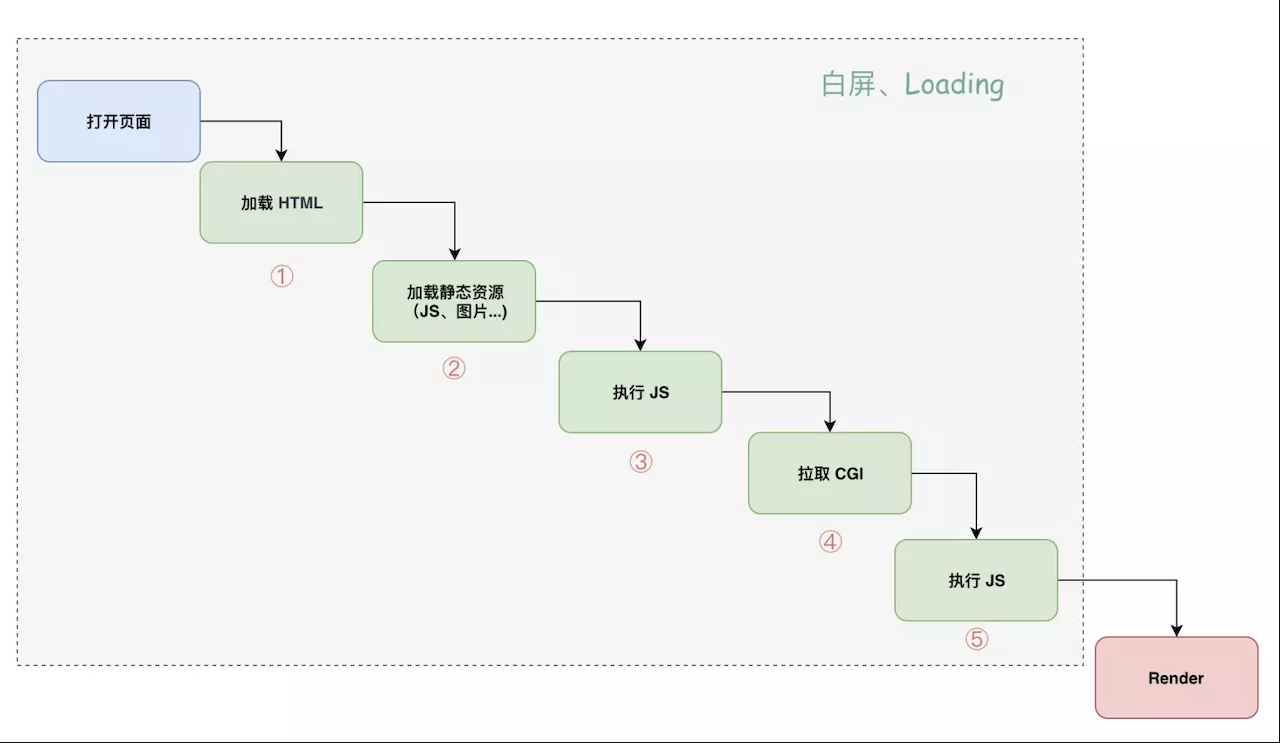 白屏、Loading
打开页面
加载 HTML
①
加载静态资源
（JS、图片...)
②
执行 JS
③
拉取 CGI
④
执行 JS
⑤
Render